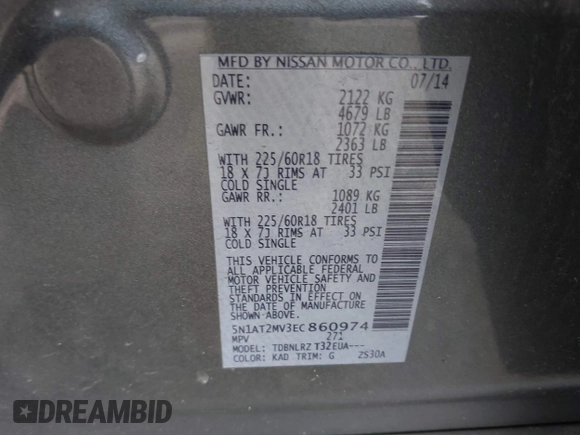 MFD BY NISSAN MOTOR CO., LTD.
DATE: 07/14
GVWR: 2122 KG
4679 LB
GAWR FR.: 1072 KG
2363 LB
WITH 225/60R18 TIRES
18 X 7J RIMS AT 33 PSI
COLD SINGLE
GAWR RR.: 1089 KG
2401 LB
WITH 225/60R18 TIRES
18 X 7J RIMS AT 33 PSI
COLD SINGLE
THIS VEHICLE CONFORMS TO
ALL APPLICABLE FEDERAL
MOTOR VEHICLE SAFETY AND
THEFT PREVENTION
STANDARDS IN EFFECT ON
THE DATE OF MANUFACTURE
SHOWN ABOVE.
5N1AT2MV3EC860974
MPV 271
MODEL: TDBNLRZ T32EUA---
COLOR: KAD TRIM: G ZS30A
DREAMBID